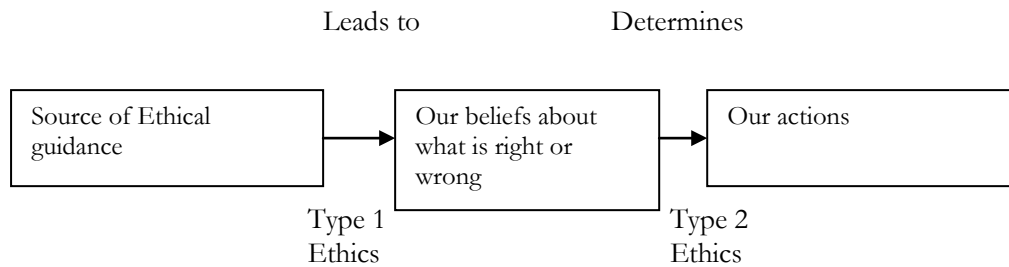 Leads to
Determines
Source of Ethical
guidance
Our beliefs about
what is right or
wrong
Our actions
Type 1
Ethics
Type 2
Ethics